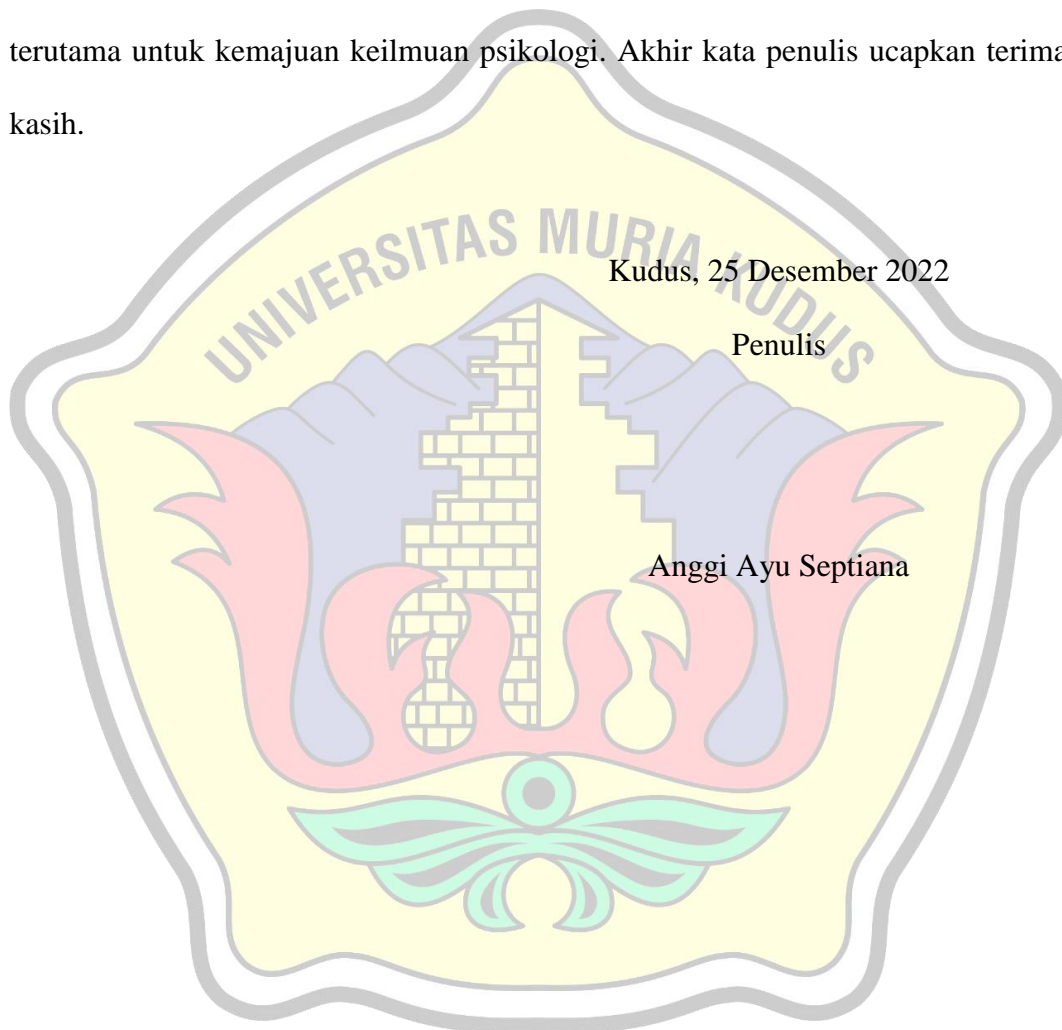 terutama untuk kemajuan keilmuan psikologi. Akhir kata penulis ucapkan terima
kasih.
UNIVERSITAS MURIA KUDUS
Kudus, 25 Desember 2022
Penulis
Anggi Ayu Septiana